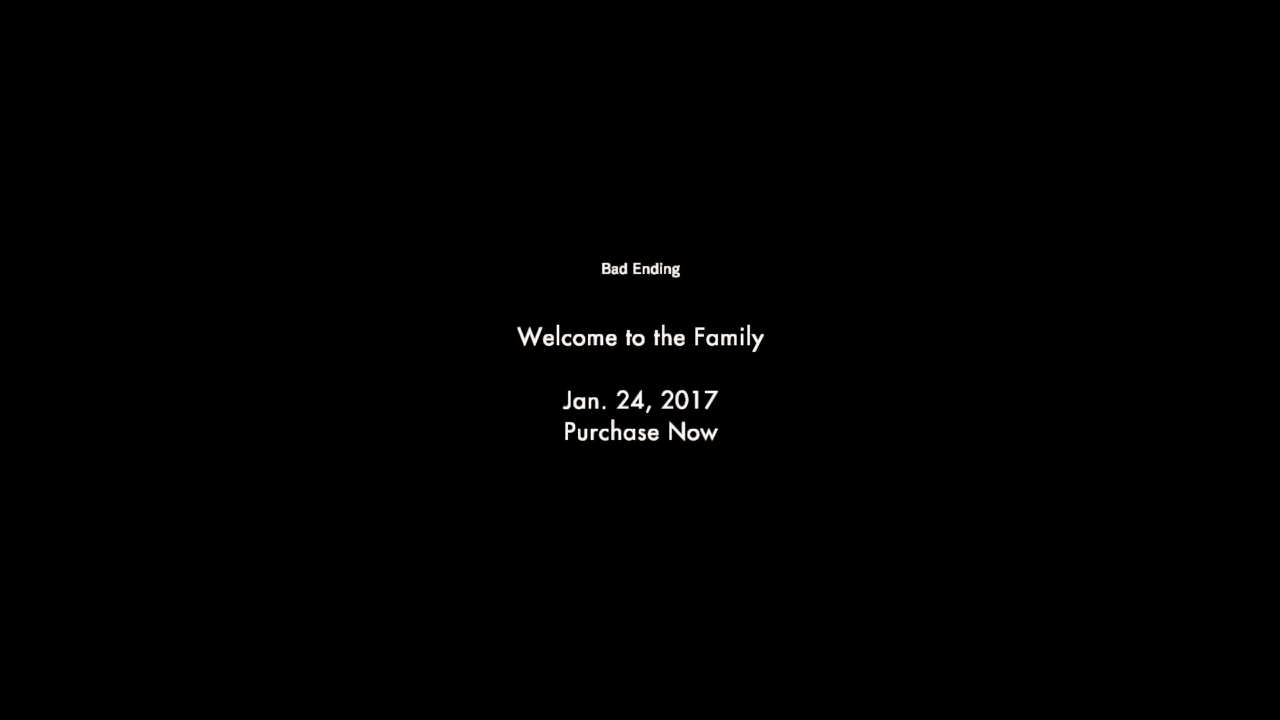 Bad Ending
Welcome to the Family
Jan. 24, 2017
Purchase Now